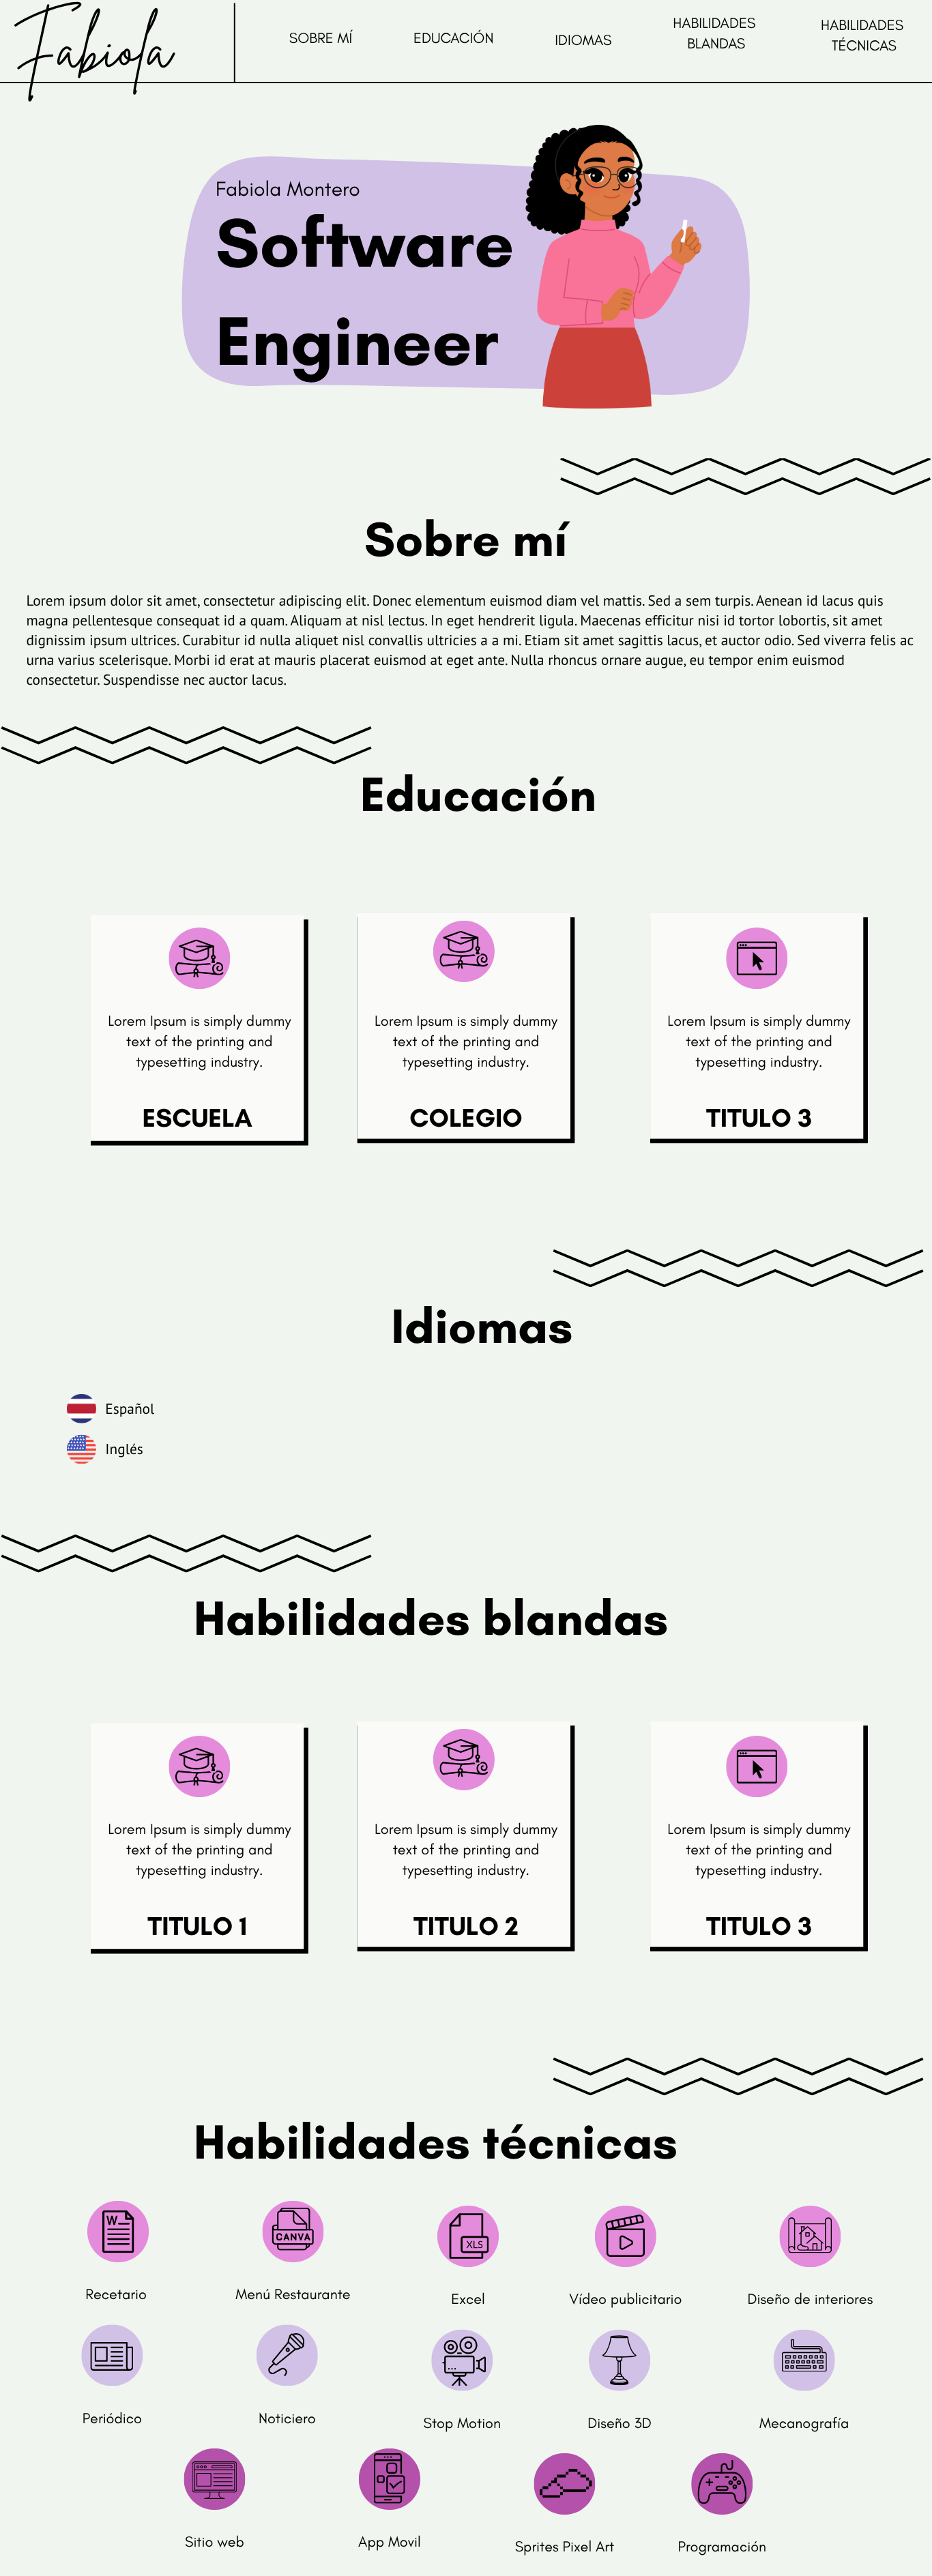 Fabiola
SOBRE MÍ
EDUCACIÓN
IDIOMAS
HABILIDADES
BLANDAS
HABILIDADES
TÉCNICAS
Fabiola Montero
Software
Engineer
Sobre mí
Lorem ipsum dolor sit amet, consectetur adipiscing elit. Donec elementum euismod diam vel mattis. Sed a sem turpis. Aenean id lacus quis
magna pellentesque consequat id a quam. Aliquam at nisl lectus. In eget hendrerit ligula. Maecenas efficitur nisi id tortor lobortis, sit amet
dignissim ipsum ultrices. Curabitur id nulla aliquet nisl convallis ultricies a a mi. Etiam sit amet sagittis lacus, et auctor odio. Sed viverra felis ac
urna varius scelerisque. Morbi id erat at mauris placerat euismod at eget ante. Nulla rhoncus ornare augue, eu tempor enim euismod
consectetur. Suspendisse nec auctor lacus.
Educación
Lorem Ipsum is simply dummy
text of the printing and
typesetting industry.
ESCUELA
Lorem Ipsum is simply dummy
text of the printing and
typesetting industry.
COLEGIO
Lorem Ipsum is simply dummy
text of the printing and
typesetting industry.
TITULO 3
Idiomas
Español
Inglés
Habilidades blandas
Lorem Ipsum is simply dummy
text of the printing and
typesetting industry.
TITULO 1
Lorem Ipsum is simply dummy
text of the printing and
typesetting industry.
TITULO 2
Lorem Ipsum is simply dummy
text of the printing and
typesetting industry.
TITULO 3
Habilidades técnicas
W
Recetario
CANVA
Menú Restaurante
XLS
Excel
Vídeo publicitario
Diseño de interiores
Periódico
Noticiero
Stop Motion
Diseño 3D
Mecanografía
Sitio web
App Movil
Sprites Pixel Art
Programación